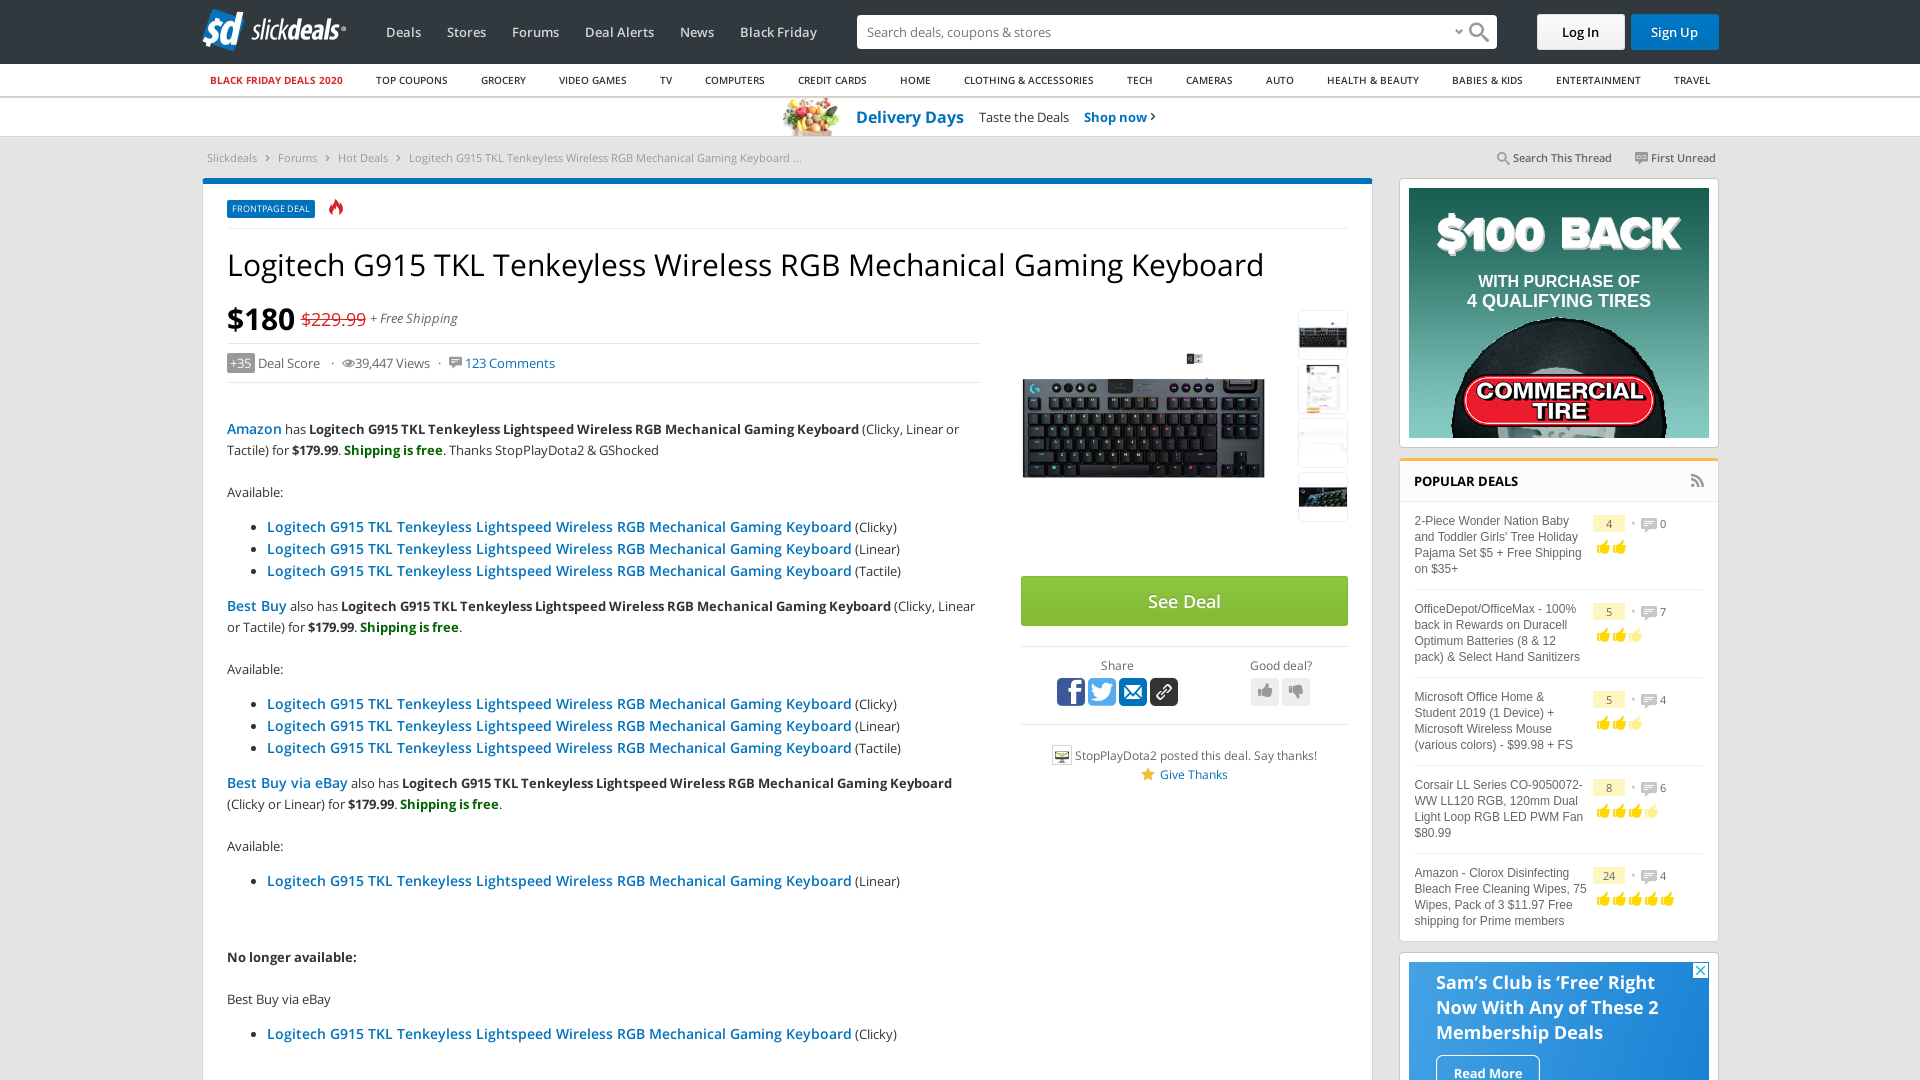 sd slickdeals
Deals Stores Forums Deal Alerts News Black Friday
Search deals, coupons & stores
Log In Sign Up
BLACK FRIDAY DEALS 2020 TOP COUPONS GROCERY VIDEO GAMES TV COMPUTERS CREDIT CARDS HOME CLOTHING & ACCESSORIES TECH CAMERAS AUTO HEALTH & BEAUTY BABIES & KIDS ENTERTAINMENT TRAVEL
Delivery Days Taste the Deals Shop now
Slickdeals › Forums › Hot Deals › Logitech G915 TKL Tenkeyless Wireless RGB Mechanical Gaming Keyboard ...
Search This Thread First Unread
FRONTPAGE DEAL
Logitech G915 TKL Tenkeyless Wireless RGB Mechanical Gaming Keyboard
$180 $229.99 + Free Shipping
+35 Deal Score · 39,447 Views · 123 Comments
Amazon has Logitech G915 TKL Tenkeyless Lightspeed Wireless RGB Mechanical Gaming Keyboard (Clicky, Linear or
Tactile) for $179.99. Shipping is free. Thanks StopPlayDota2 & GShocked
Available:
• Logitech G915 TKL Tenkeyless Lightspeed Wireless RGB Mechanical Gaming Keyboard (Clicky)
• Logitech G915 TKL Tenkeyless Lightspeed Wireless RGB Mechanical Gaming Keyboard (Linear)
• Logitech G915 TKL Tenkeyless Lightspeed Wireless RGB Mechanical Gaming Keyboard (Tactile)
Best Buy also has Logitech G915 TKL Tenkeyless Lightspeed Wireless RGB Mechanical Gaming Keyboard (Clicky, Linear
or Tactile) for $179.99. Shipping is free.
Available:
• Logitech G915 TKL Tenkeyless Lightspeed Wireless RGB Mechanical Gaming Keyboard (Clicky)
• Logitech G915 TKL Tenkeyless Lightspeed Wireless RGB Mechanical Gaming Keyboard (Linear)
• Logitech G915 TKL Tenkeyless Lightspeed Wireless RGB Mechanical Gaming Keyboard (Tactile)
Best Buy via eBay also has Logitech G915 TKL Tenkeyless Lightspeed Wireless RGB Mechanical Gaming Keyboard
(Clicky or Linear) for $179.99. Shipping is free.
Available:
• Logitech G915 TKL Tenkeyless Lightspeed Wireless RGB Mechanical Gaming Keyboard (Linear)
No longer available:
Best Buy via eBay
• Logitech G915 TKL Tenkeyless Lightspeed Wireless RGB Mechanical Gaming Keyboard (Clicky)
See Deal
Share Good deal?
StopPlayDota2 posted this deal. Say thanks!
Give Thanks
$100 BACK
WITH PURCHASE OF
4 QUALIFYING TIRES
COMMERCIAL
TIRE
POPULAR DEALS
2-Piece Wonder Nation Baby
and Toddler Girls' Tree Holiday
Pajama Set $5 + Free Shipping
on $35+
4 • 0
OfficeDepot/OfficeMax - 100%
back in Rewards on Duracell
Optimum Batteries (8 & 12
pack) & Select Hand Sanitizers
5 • 7
Microsoft Office Home &
Student 2019 (1 Device) +
Microsoft Wireless Mouse
(various colors) - $99.98 + FS
5 • 4
Corsair LL Series CO-9050072-
WW LL120 RGB, 120mm Dual
Light Loop RGB LED PWM Fan
$80.99
8 • 6
Amazon - Clorox Disinfecting
Bleach Free Cleaning Wipes, 75
Wipes, Pack of 3 $11.97 Free
shipping for Prime members
24 • 4
Sam's Club is ‘Free’ Right
Now With Any of These 2
Membership Deals
Read More